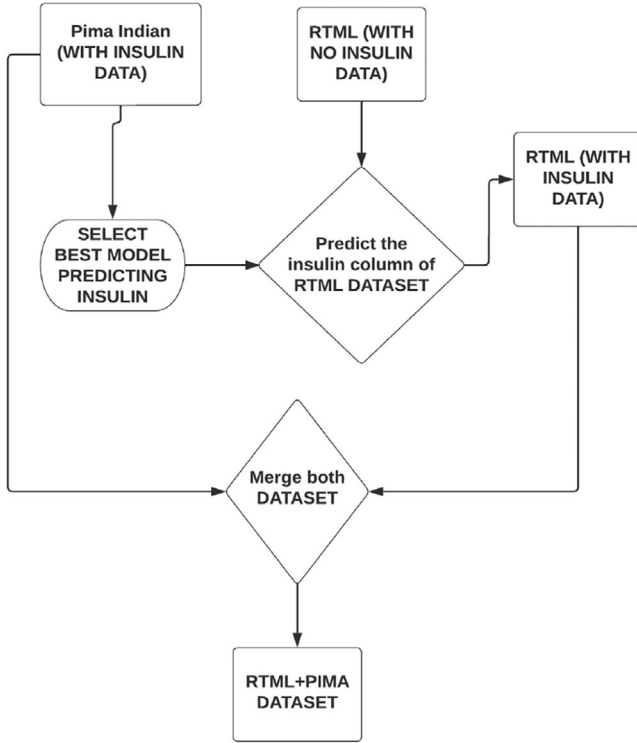 Pima Indian
(WITH INSULIN
DATA)
RTML (WITH
NO INSULIN
DATA)
RTML (WITH
INSULIN
DATA)
SELECT
BEST MODEL
PREDICTING
INSULIN
Predict the
insulin column of
RTML DATASET
Merge both
DATASET
RTML+PIMA
DATASET